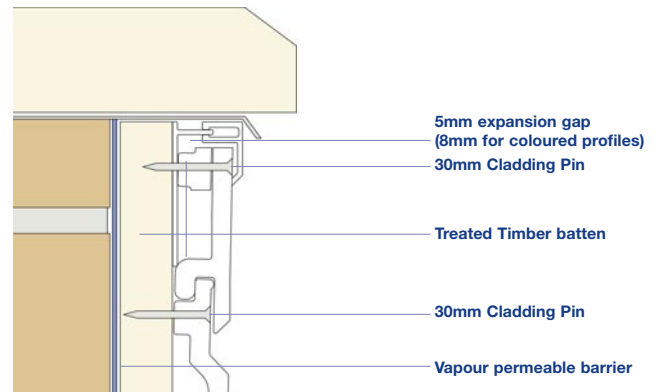 5mm expansion gap
(8mm for coloured profiles)
30mm Cladding Pin
Treated Timber batten
30mm Cladding Pin
Vapour permeable barrier